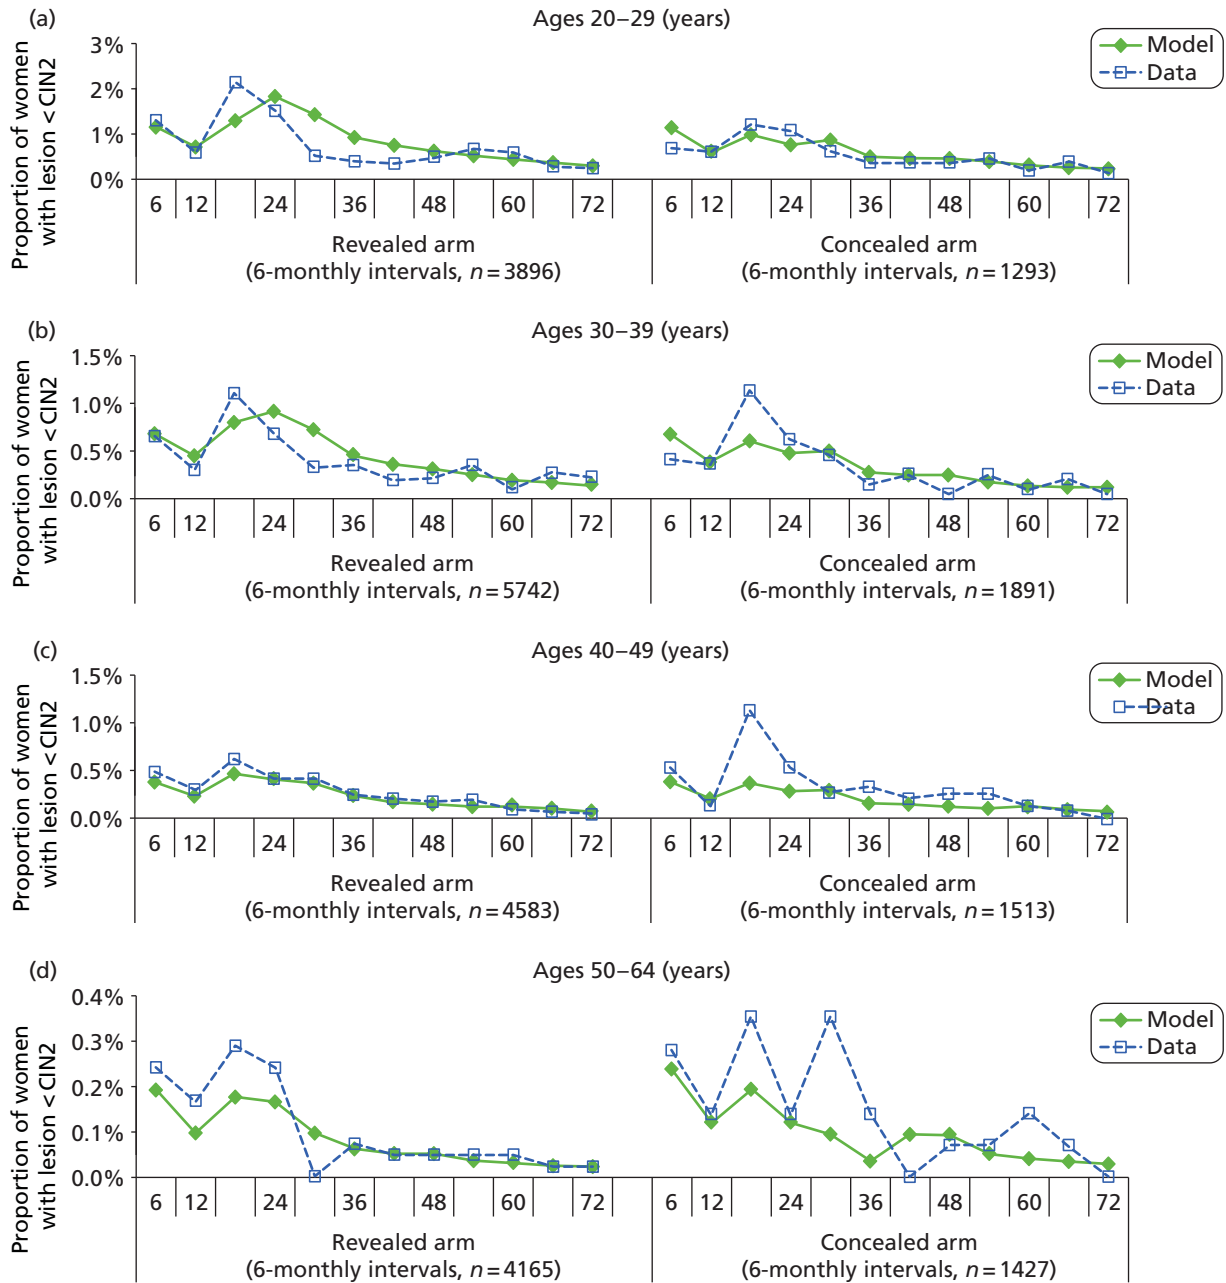 (a)
Ages 20–29 (years)
Proportion of women
with lesion <CIN2
3%
2%
1%
0%
Model
Data
6 12 24 36 48 60 72
6 12 24 36 48 60 72
Revealed arm
(6-monthly intervals, n=3896)
Concealed arm
(6-monthly intervals, n=1293)
(b)
Ages 30–39 (years)
Proportion of women
with lesion <CIN2
1.5%
1.0%
0.5%
0.0%
Model
Data
6 12 24 36 48 60 72
6 12 24 36 48 60 72
Revealed arm
(6-monthly intervals, n=5742)
Concealed arm
(6-monthly intervals, n=1891)
(c)
Ages 40–49 (years)
Proportion of women
with lesion <CIN2
1.5%
1.0%
0.5%
0.0%
Model
Data
6 12 24 36 48 60 72
6 12 24 36 48 60 72
Revealed arm
(6-monthly intervals, n=4583)
Concealed arm
(6-monthly intervals, n=1513)
(d)
Ages 50–64 (years)
Proportion of women
with lesion <CIN2
0.4%
0.3%
0.2%
0.1%
0.0%
Model
Data
6 12 24 36 48 60 72
6 12 24 36 48 60 72
Revealed arm
(6-monthly intervals, n=4165)
Concealed arm
(6-monthly intervals, n=1427)